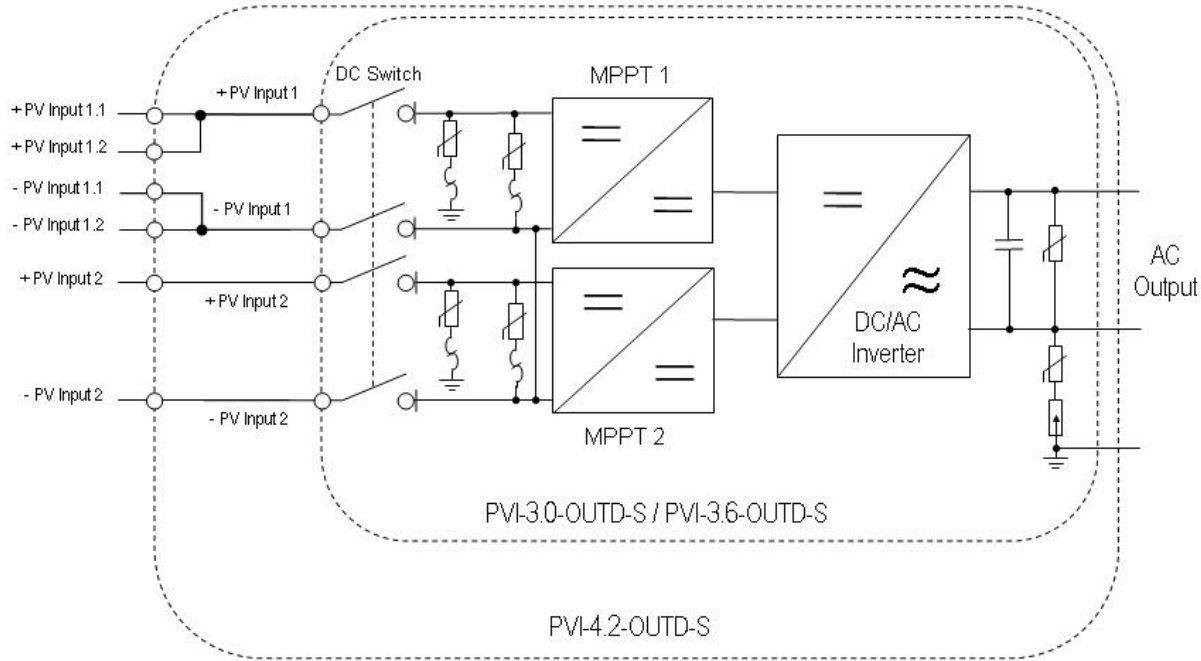 DC Switch
MPPT 1
+ PV Input 1
+ PV Input 1.1
+ PV Input 1.2
- PV Input 1.1
- PV Input 1
- PV Input 1.2
+ PV Input 2
+ PV Input 2
- PV Input 2
- PV Input 2
MPPT 2
DC/AC
Inverter
AC
Output
PVI-3.0-OUTD-S / PVI-3.6-OUTD-S
PVI-4.2-OUTD-S